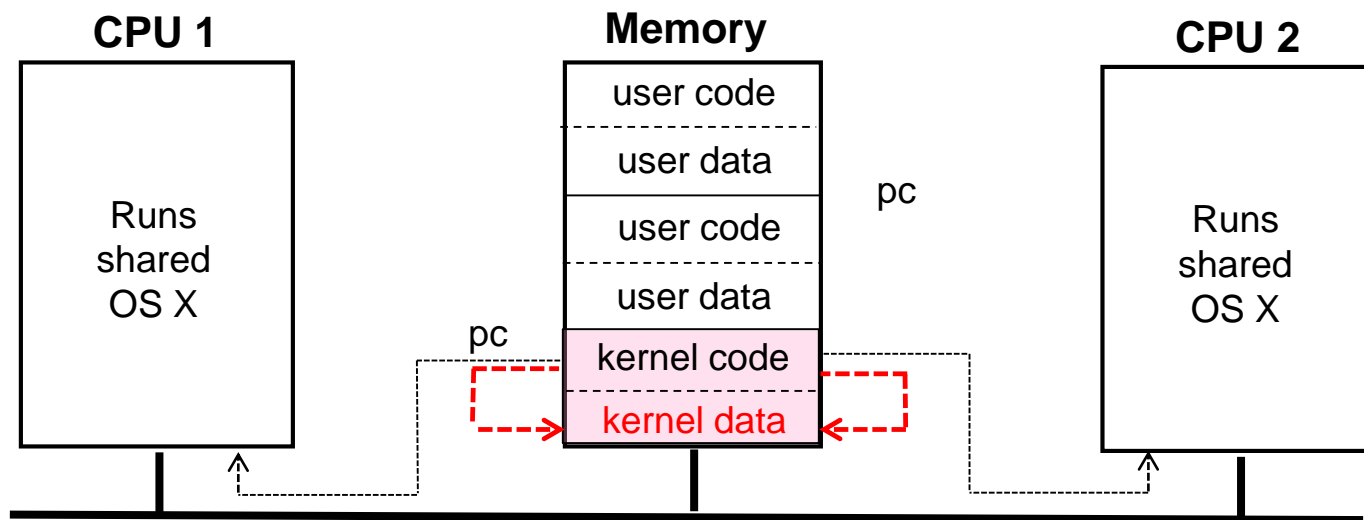 CPU 1
Memory
CPU 2
user code
user data
pc
user code
user data
Runs
shared
OS X
Runs
shared
OS X
pc
kernel code
kernel data